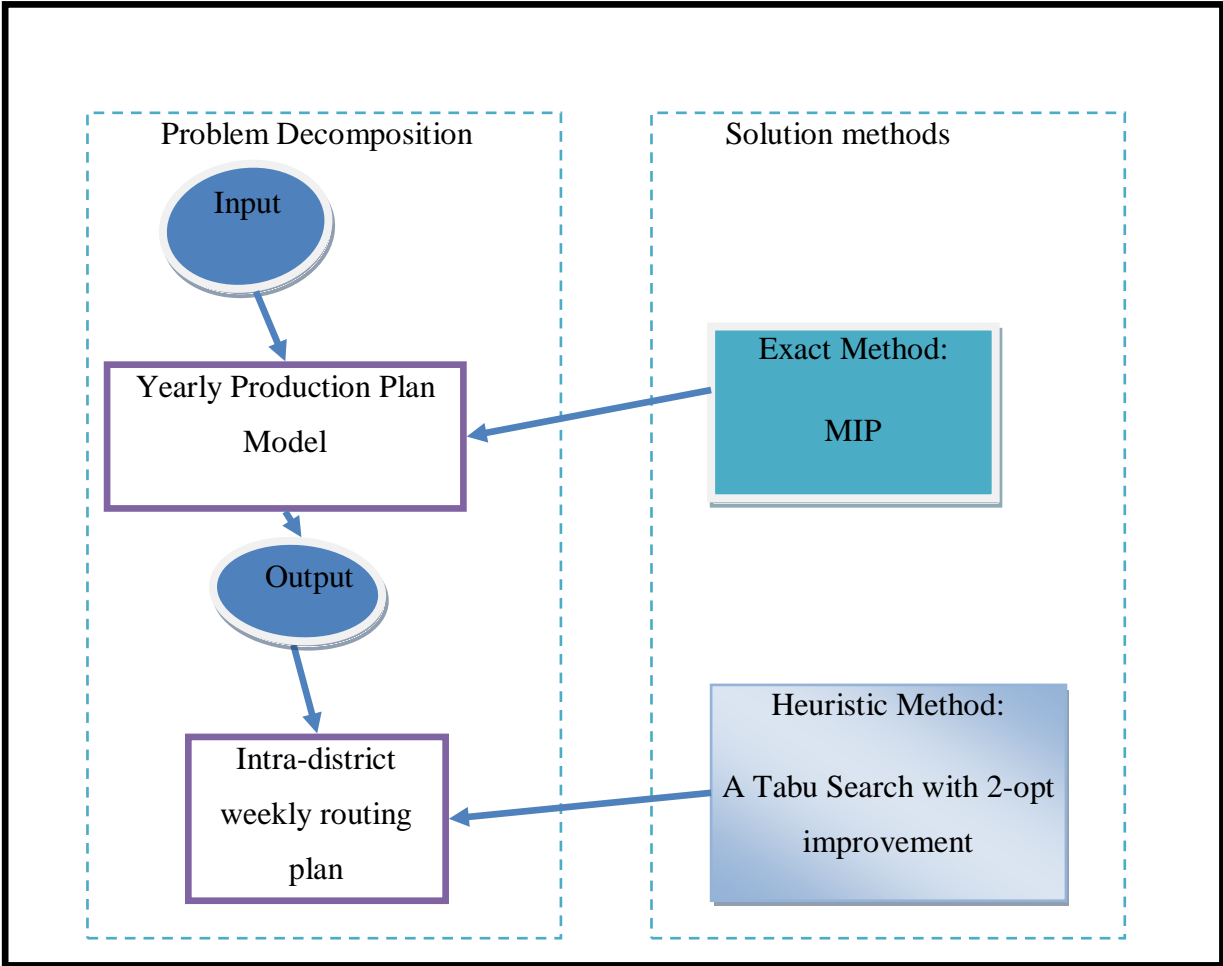 Problem Decomposition
Input
Yearly Production Plan
Model
Output
Intra-district
weekly routing
plan
Solution methods
Exact Method:
MIP
Heuristic Method:
A Tabu Search with 2-opt
improvement